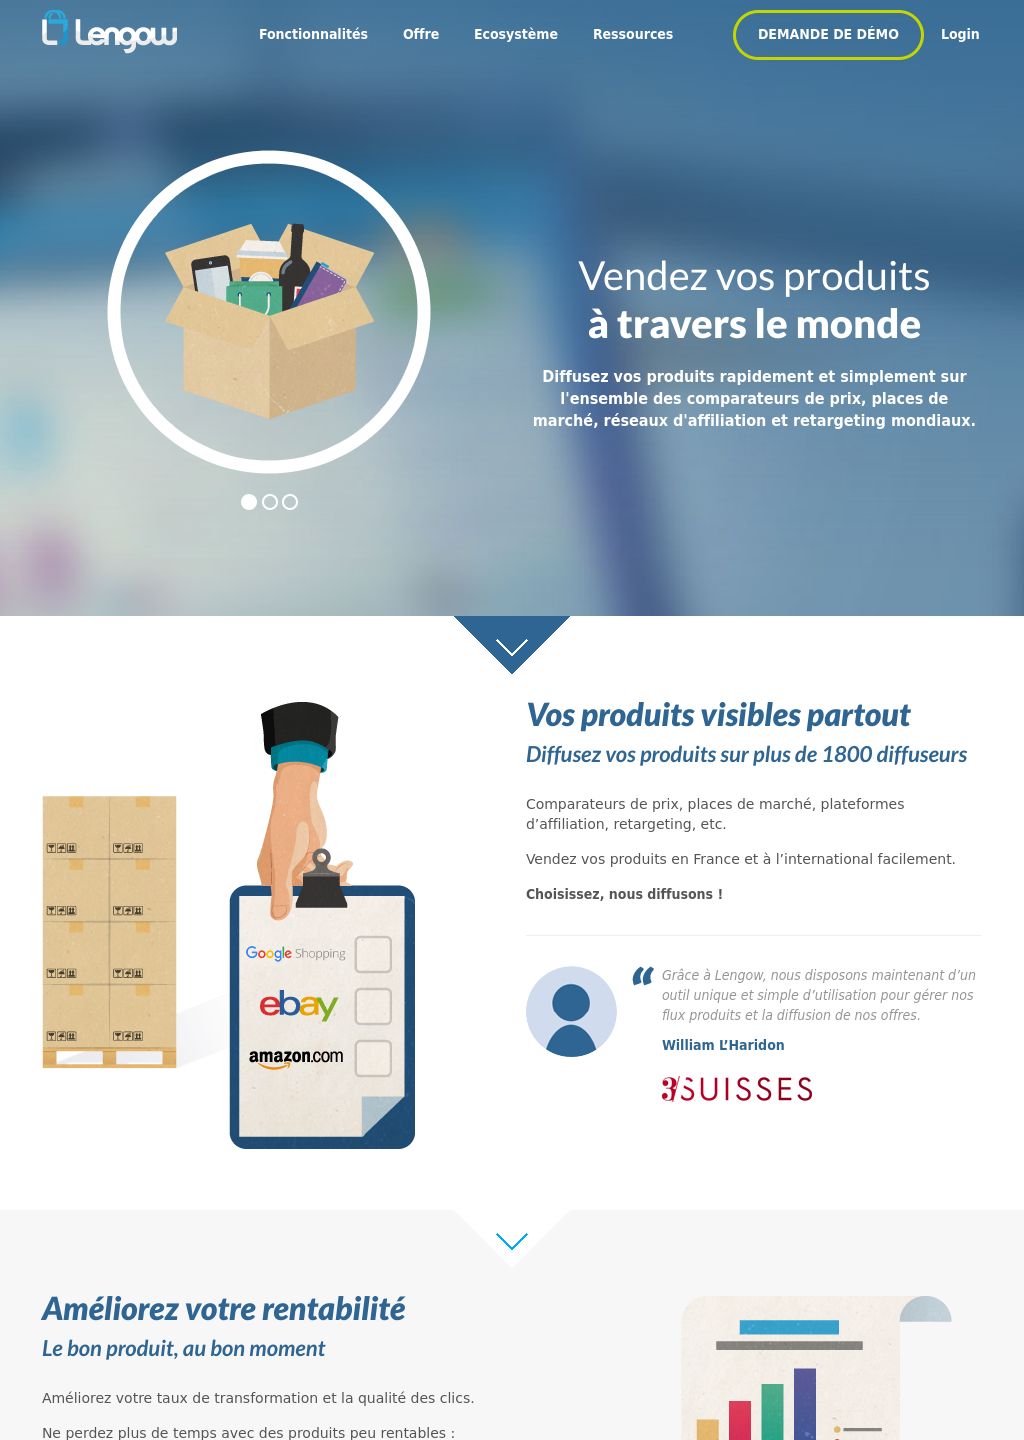 Lengow
Fonctionnalités
Offre
Ecosystème
Ressources
DEMANDE DE DÉMO
Login
Vendez vos produits
à travers le monde
Diffusez vos produits rapidement et simplement sur
l'ensemble des comparateurs de prix, places de
marché, réseaux d'affiliation et retargeting mondiaux.
Vos produits visibles partout
Diffusez vos produits sur plus de 1800 diffuseurs
Comparateurs de prix, places de marché, plateformes
d’affiliation, retargeting, etc.
Vendez vos produits en France et à l’international facilement.
Choisissez, nous diffusons !
Google Shopping
ebay
amazon.com
“ Grâce à Lengow, nous disposons maintenant d’un
outil unique et simple d’utilisation pour gérer nos
flux produits et la diffusion de nos offres.
William L’Haridon
3SUISSES
Améliorez votre rentabilité
Le bon produit, au bon moment
Améliorez votre taux de transformation et la qualité des clics.
Ne perdez plus de temps avec des produits peu rentables :